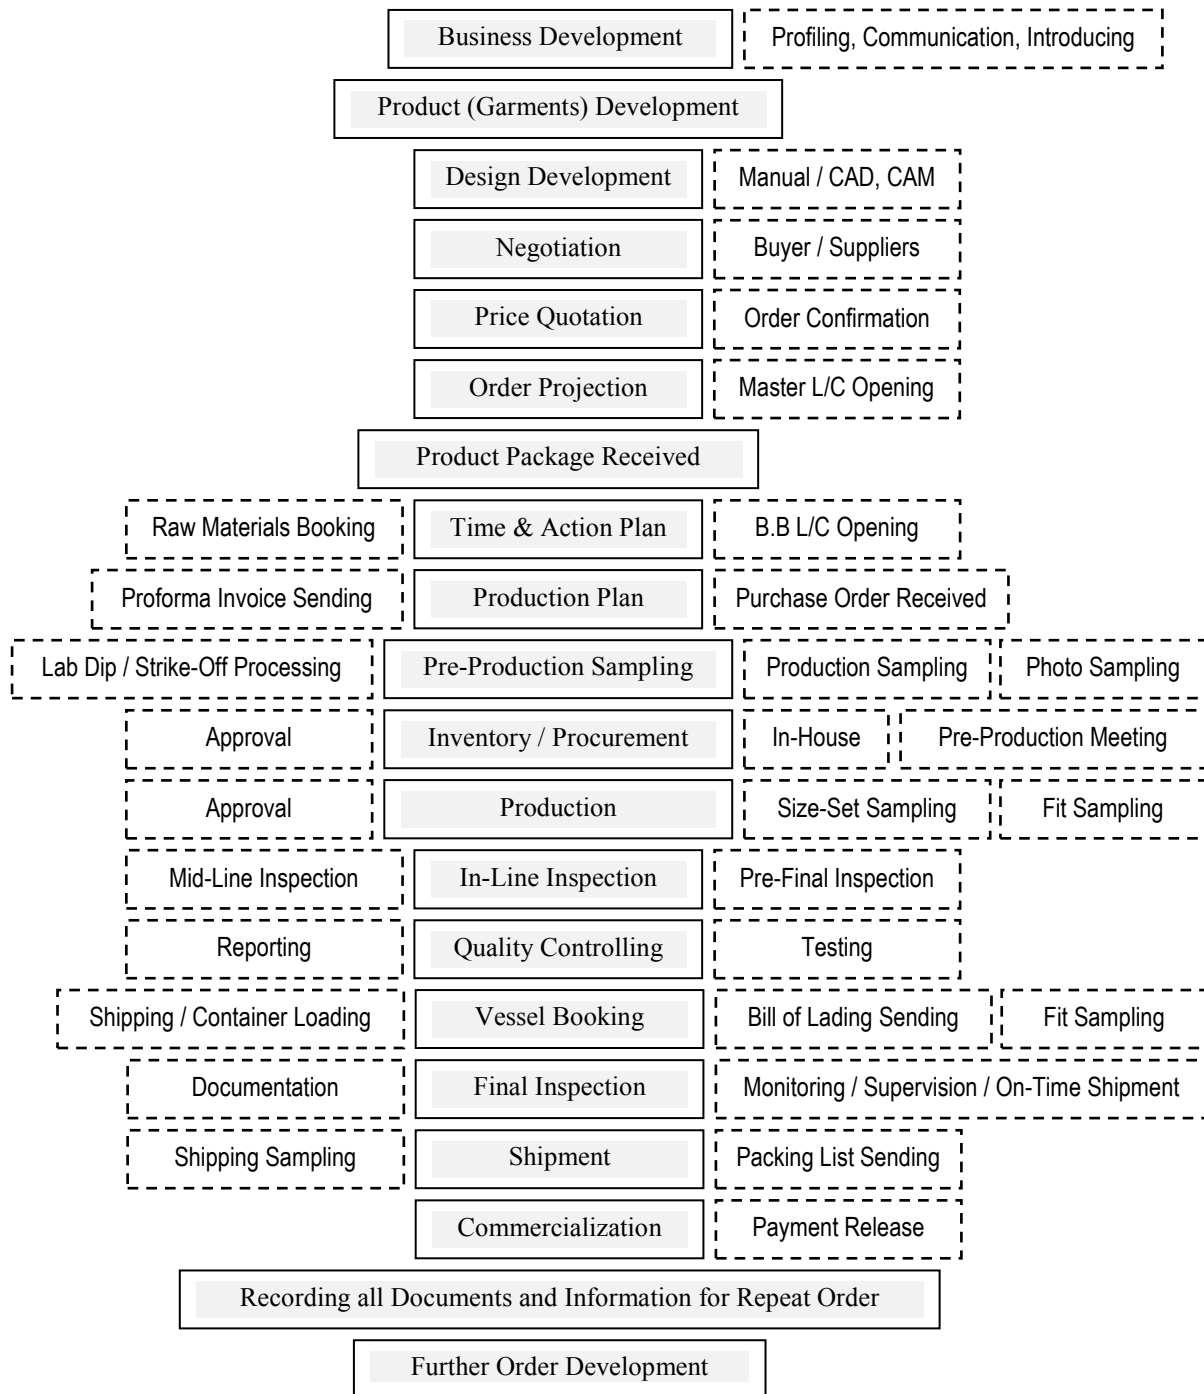 Business Development
Profiling, Communication, Introducing
Product (Garments) Development
Design Development
Manual / CAD, CAM
Negotiation
Buyer / Suppliers
Price Quotation
Order Confirmation
Order Projection
Master L/C Opening
Product Package Received
Raw Materials Booking
Time & Action Plan
B.B L/C Opening
Proforma Invoice Sending
Production Plan
Purchase Order Received
Lab Dip / Strike-Off Processing
Pre-Production Sampling
Production Sampling
Photo Sampling
Approval
Inventory / Procurement
In-House
Pre-Production Meeting
Approval
Production
Size-Set Sampling
Fit Sampling
Mid-Line Inspection
In-Line Inspection
Pre-Final Inspection
Reporting
Quality Controlling
Testing
Shipping / Container Loading
Vessel Booking
Bill of Lading Sending
Fit Sampling
Documentation
Final Inspection
Monitoring / Supervision / On-Time Shipment
Shipping Sampling
Shipment
Packing List Sending
Commercialization
Payment Release
Recording all Documents and Information for Repeat Order
Further Order Development